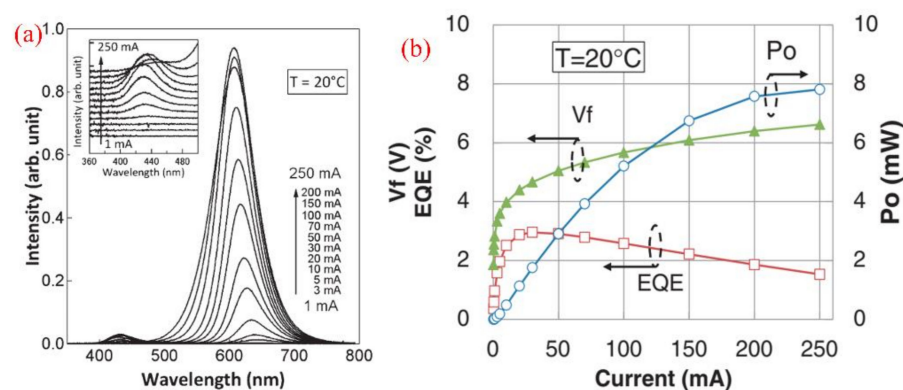 (a)
1.0
0.8
0.6
0.4
0.2
0.0
Intensity (arb. unit)
400
500
600
700
800
Wavelength (nm)
250 mA
1 mA
Intensity (arb. unit)
360
400
440
480
Wavelength (nm)
T = 20°C
250 mA
200 mA
150 mA
100 mA
70 mA
50 mA
30 mA
20 mA
10 mA
5 mA
3 mA
1 mA
(b)
T=20°C
Vf (V)
EQE (%)
10
8
6
4
2
0
Vf
Po
EQE
0
50
100
150
200
250
Current (mA)
10
8
6
4
2
0
Po (mW)